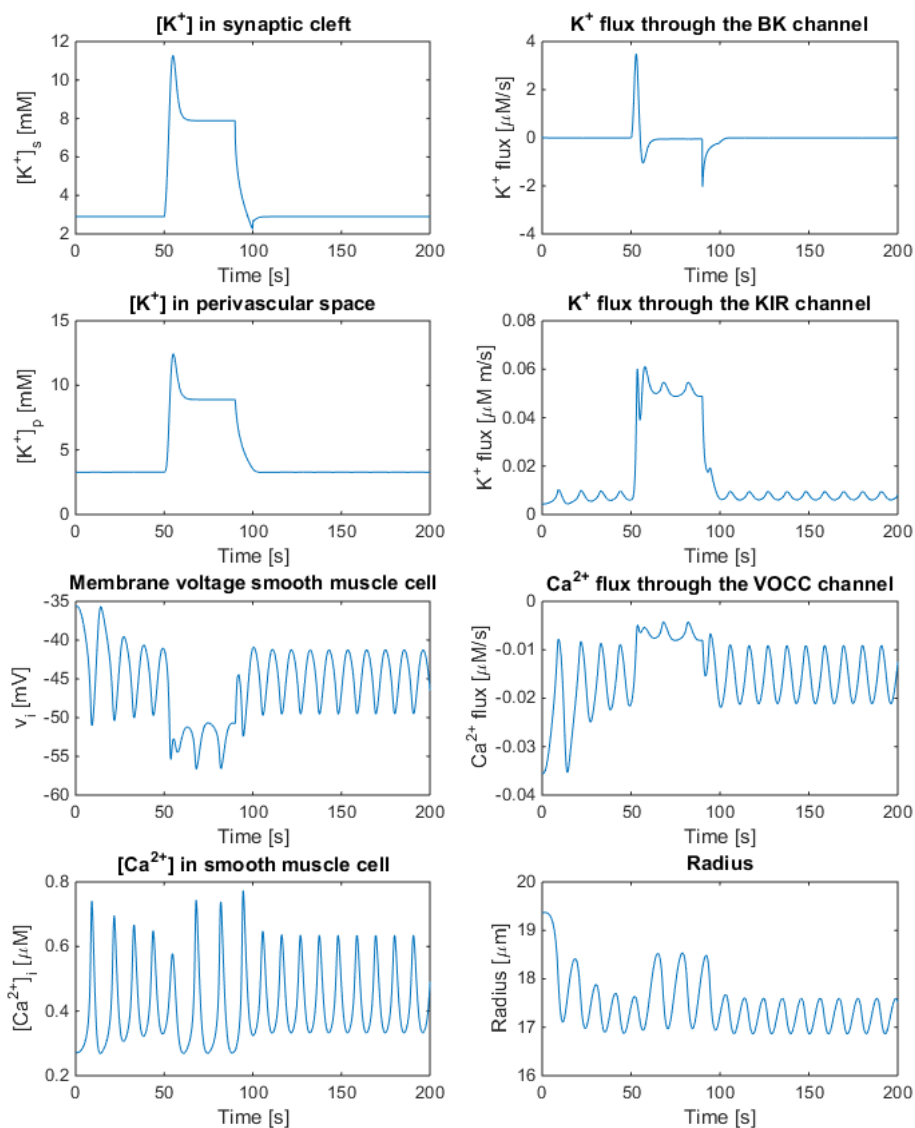 [K⁺] in synaptic cleft
12
10
8
6
4
2
[K⁺]ₛ [mM]
0 50 100 150 200
Time [s]
K⁺ flux through the BK channel
4
2
0
-2
-4
K⁺ flux [μM/s]
0 50 100 150 200
Time [s]
[K⁺] in perivascular space
15
10
5
0
[K⁺]ₚ [mM]
0 50 100 150 200
Time [s]
K⁺ flux through the KIR channel
0.08
0.06
0.04
0.02
0
K⁺ flux [μM m/s]
0 50 100 150 200
Time [s]
Membrane voltage smooth muscle cell
-35
-40
-45
-50
-55
-60
vᵢ [mV]
0 50 100 150 200
Time [s]
Ca²⁺ flux through the VOCC channel
0
-0.01
-0.02
-0.03
-0.04
Ca²⁺ flux [μM/s]
0 50 100 150 200
Time [s]
[Ca²⁺] in smooth muscle cell
0.8
0.6
0.4
0.2
[Ca²⁺]ᵢ [μM]
0 50 100 150 200
Time [s]
Radius
20
19
18
17
16
Radius [μm]
0 50 100 150 200
Time [s]